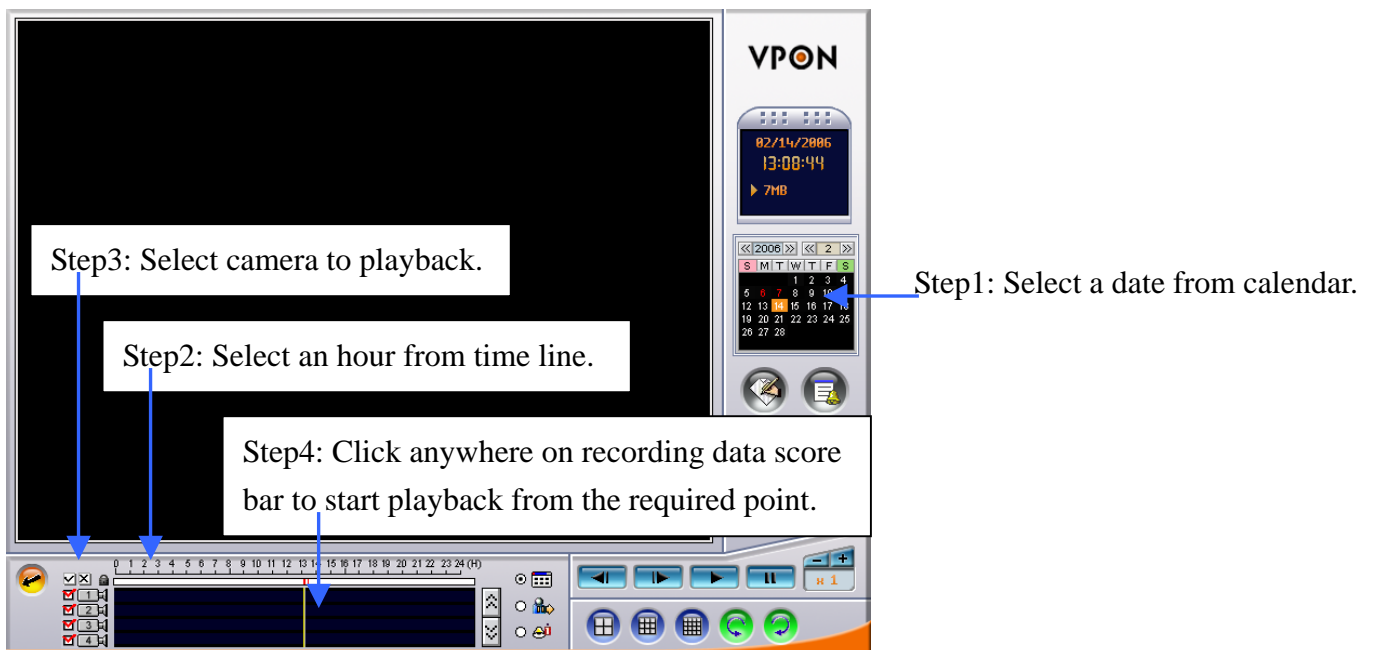 VPON
02/14/2006
13:08:44
7MB
Step3: Select camera to playback.
2006 2
S M T W T F S
1 2 3 4
5 6 7 8 9 10
12 13 14 15 16 17 18
19 20 21 22 23 24 25
26 27 28
Step1: Select a date from calendar.
Step2: Select an hour from time line.
Step4: Click anywhere on recording data score
bar to start playback from the required point.
0 1 2 3 4 5 6 7 8 9 10 11 12 13 14 15 16 17 18 19 20 21 22 23 24 (H)
1
2
3
4
x 1